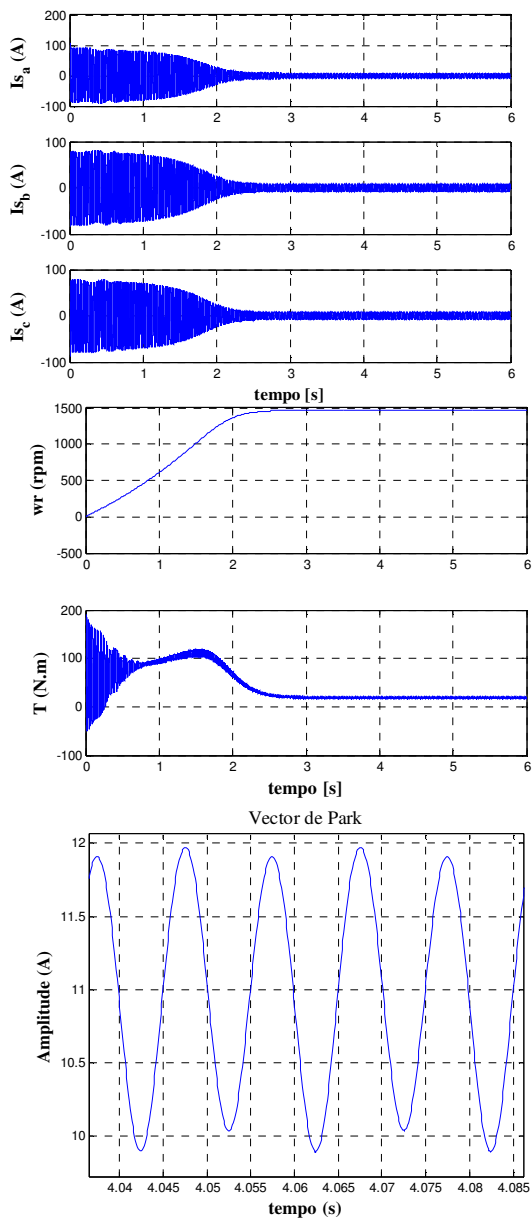 200
100
0
-100
Is_a (A)
0 1 2 3 4 5 6
100
0
-100
Is_b (A)
0 1 2 3 4 5 6
100
0
-100
Is_c (A)
0 1 2 3 4 5 6
tempo [s]
1500
1000
500
0
-500
wr (rpm)
0 1 2 3 4 5 6
200
100
0
-100
T (N.m)
0 1 2 3 4 5 6
tempo [s]
Vector de Park
12
11.5
11
10.5
10
Amplitude (A)
4.04 4.045 4.05 4.055 4.06 4.065 4.07 4.075 4.08 4.085
tempo (s)